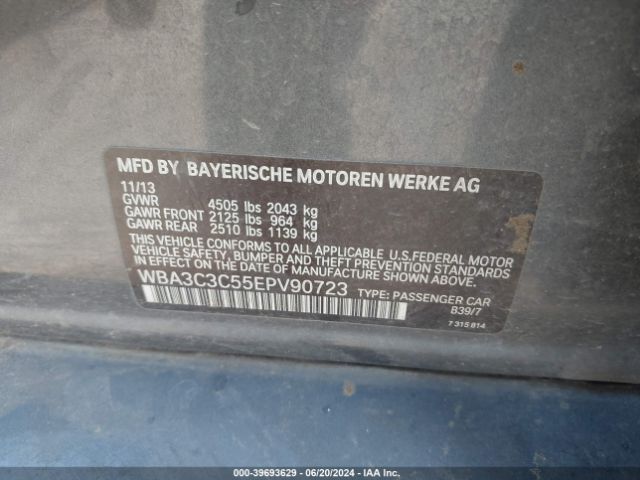 MFD BY BAYERISCHE MOTOREN WERKE AG
11/13
GVWR 4505 lbs 2043 kg
GAWR FRONT 2125 lbs 964 kg
GAWR REAR 2510 lbs 1139 kg
THIS VEHICLE CONFORMS TO ALL APPLICABLE U.S.FEDERAL MOTOR
VEHICLE SAFETY, BUMPER AND THEFT PREVENTION STANDARDS
IN EFFECT ON THE DATE OF MANUFACTURE SHOWN ABOVE.
WBA3C3C55EPV90723 TYPE: PASSENGER CAR
B39/7
7 315 814
000-39693629 - 06/20/2024 - IAA Inc.